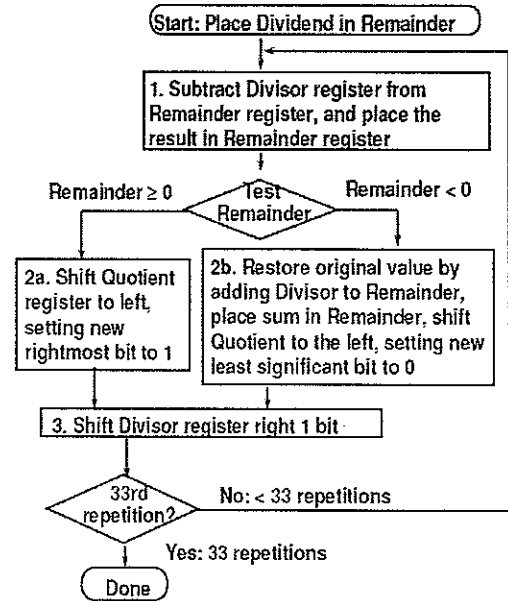 Start: Place Dividend in Remainder
1. Subtract Divisor register from
Remainder register, and place the
result in Remainder register
Remainder ≥ 0
Test
Remainder
Remainder < 0
2a. Shift Quotient
register to left,
setting new
rightmost bit to 1
2b. Restore original value by
adding Divisor to Remainder,
place sum in Remainder, shift
Quotient to the left, setting new
least significant bit to 0
3. Shift Divisor register right 1 bit
33rd
repetition?
No: < 33 repetitions
Yes: 33 repetitions
Done